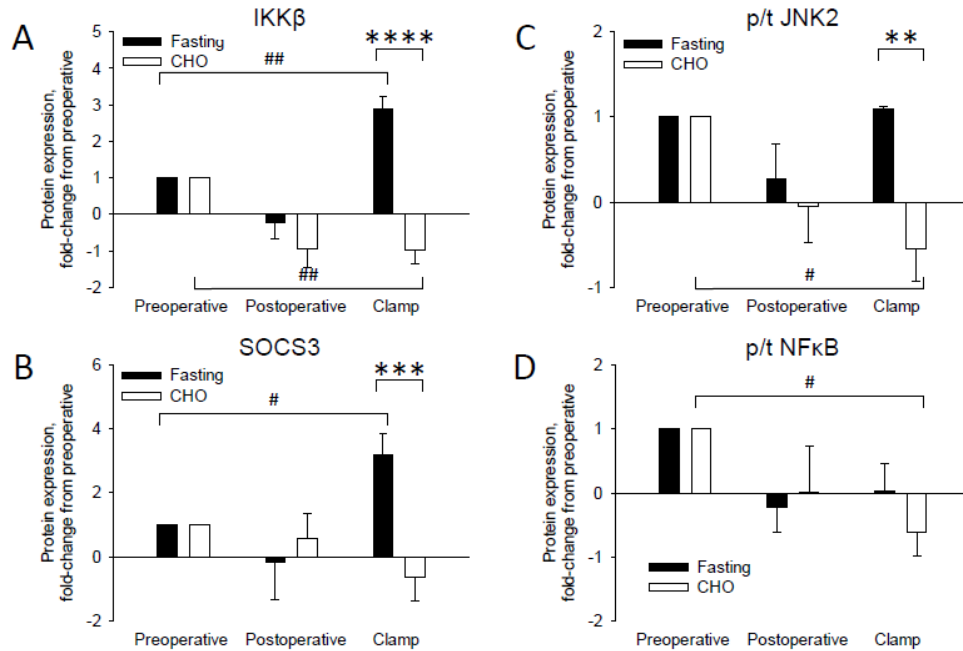 A
IKKβ
Protein expression,
fold-change from preoperative
5
4
3
2
1
0
-1
-2
Fasting
CHO
##
****
##
Preoperative Postoperative Clamp
B
SOCS3
Protein expression,
fold-change from preoperative
6
4
2
0
-2
Fasting
CHO
#
***
Preoperative Postoperative Clamp
C
p/t JNK2
Protein expression,
fold-change from preoperative
2
1
0
-1
Fasting
CHO
**
#
Preoperative Postoperative Clamp
D
p/t NFκB
Protein expression,
fold-change from preoperative
2
1
0
-1
-2
#
Fasting
CHO
Preoperative Postoperative Clamp